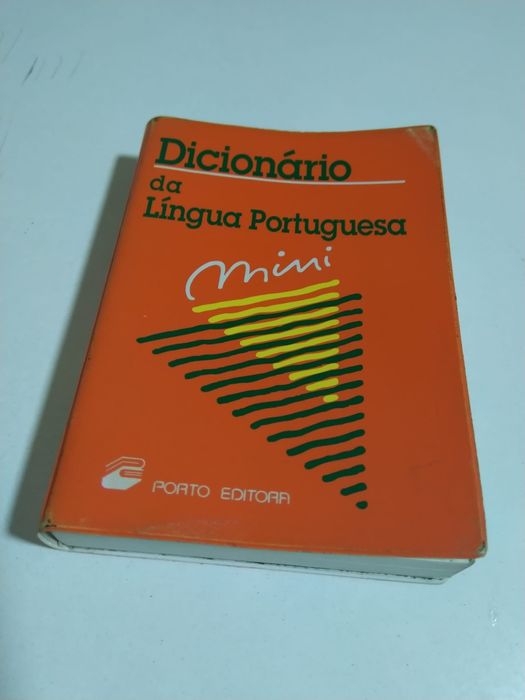 Dicionário
da
Língua Portuguesa
mini
PORTO EDITORA